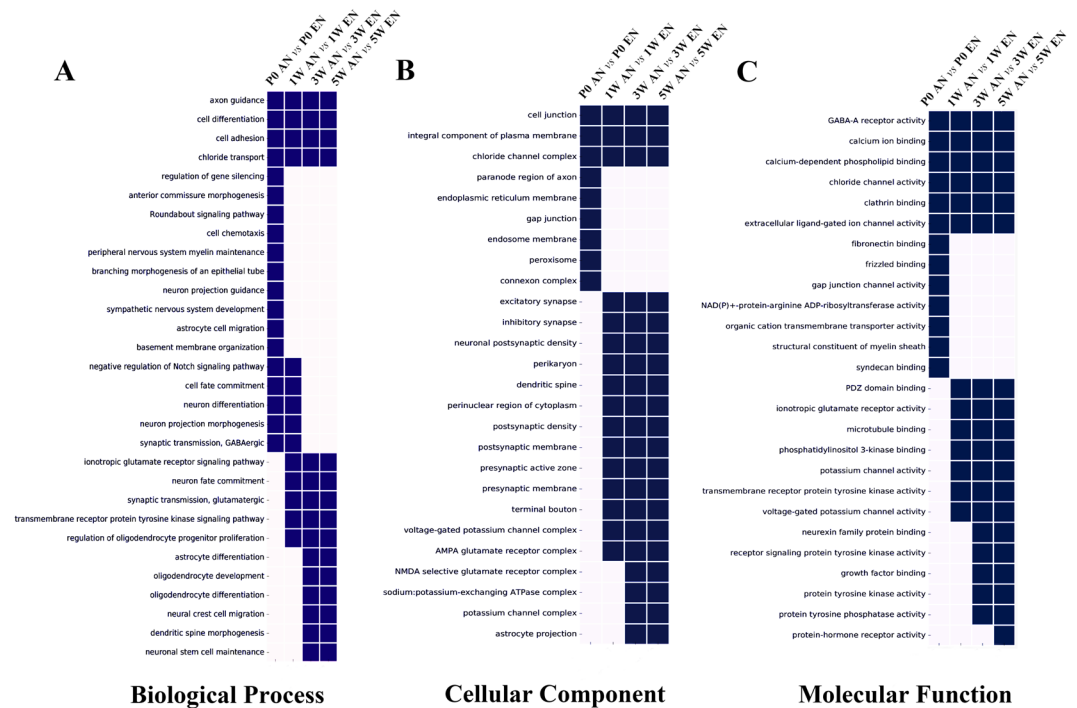 A
P0 AN vs P0 EN
1W AN vs 1W EN
3W AN vs 3W EN
5W AN vs 5W EN
axon guidance
cell differentiation
cell adhesion
chloride transport
regulation of gene silencing
anterior commissure morphogenesis
Roundabout signaling pathway
cell chemotaxis
peripheral nervous system myelin maintenance
branching morphogenesis of an epithelial tube
neuron projection guidance
sympathetic nervous system development
astrocyte cell migration
basement membrane organization
negative regulation of Notch signaling pathway
cell fate commitment
neuron differentiation
neuron projection morphogenesis
synaptic transmission, GABAergic
ionotropic glutamate receptor signaling pathway
neuron fate commitment
synaptic transmission, glutamatergic
transmembrane receptor protein tyrosine kinase signaling pathway
regulation of oligodendrocyte progenitor proliferation
astrocyte differentiation
oligodendrocyte development
oligodendrocyte differentiation
neural crest cell migration
dendritic spine morphogenesis
neuronal stem cell maintenance
Biological Process
B
P0 AN vs P0 EN
1W AN vs 1W EN
3W AN vs 3W EN
5W AN vs 5W EN
cell junction
integral component of plasma membrane
chloride channel complex
paranode region of axon
endoplasmic reticulum membrane
gap junction
endosome membrane
peroxisome
connexon complex
excitatory synapse
inhibitory synapse
neuronal postsynaptic density
perikaryon
dendritic spine
perinuclear region of cytoplasm
postsynaptic density
postsynaptic membrane
presynaptic active zone
presynaptic membrane
terminal bouton
voltage-gated potassium channel complex
AMPA glutamate receptor complex
NMDA selective glutamate receptor complex
sodium:potassium-exchanging ATPase complex
potassium channel complex
astrocyte projection
Cellular Component
C
P0 AN vs P0 EN
1W AN vs 1W EN
3W AN vs 3W EN
5W AN vs 5W EN
GABA-A receptor activity
calcium ion binding
calcium-dependent phospholipid binding
chloride channel activity
clathrin binding
extracellular ligand-gated ion channel activity
fibronectin binding
frizzled binding
gap junction channel activity
NAD(P)+-protein-arginine ADP-ribosyltransferase activity
organic cation transmembrane transporter activity
structural constituent of myelin sheath
syndecan binding
PDZ domain binding
ionotropic glutamate receptor activity
microtubule binding
phosphatidylinositol 3-kinase binding
potassium channel activity
transmembrane receptor protein tyrosine kinase activity
voltage-gated potassium channel activity
neurexin family protein binding
receptor signaling protein tyrosine kinase activity
growth factor binding
protein tyrosine kinase activity
protein tyrosine phosphatase activity
protein-hormone receptor activity
Molecular Function